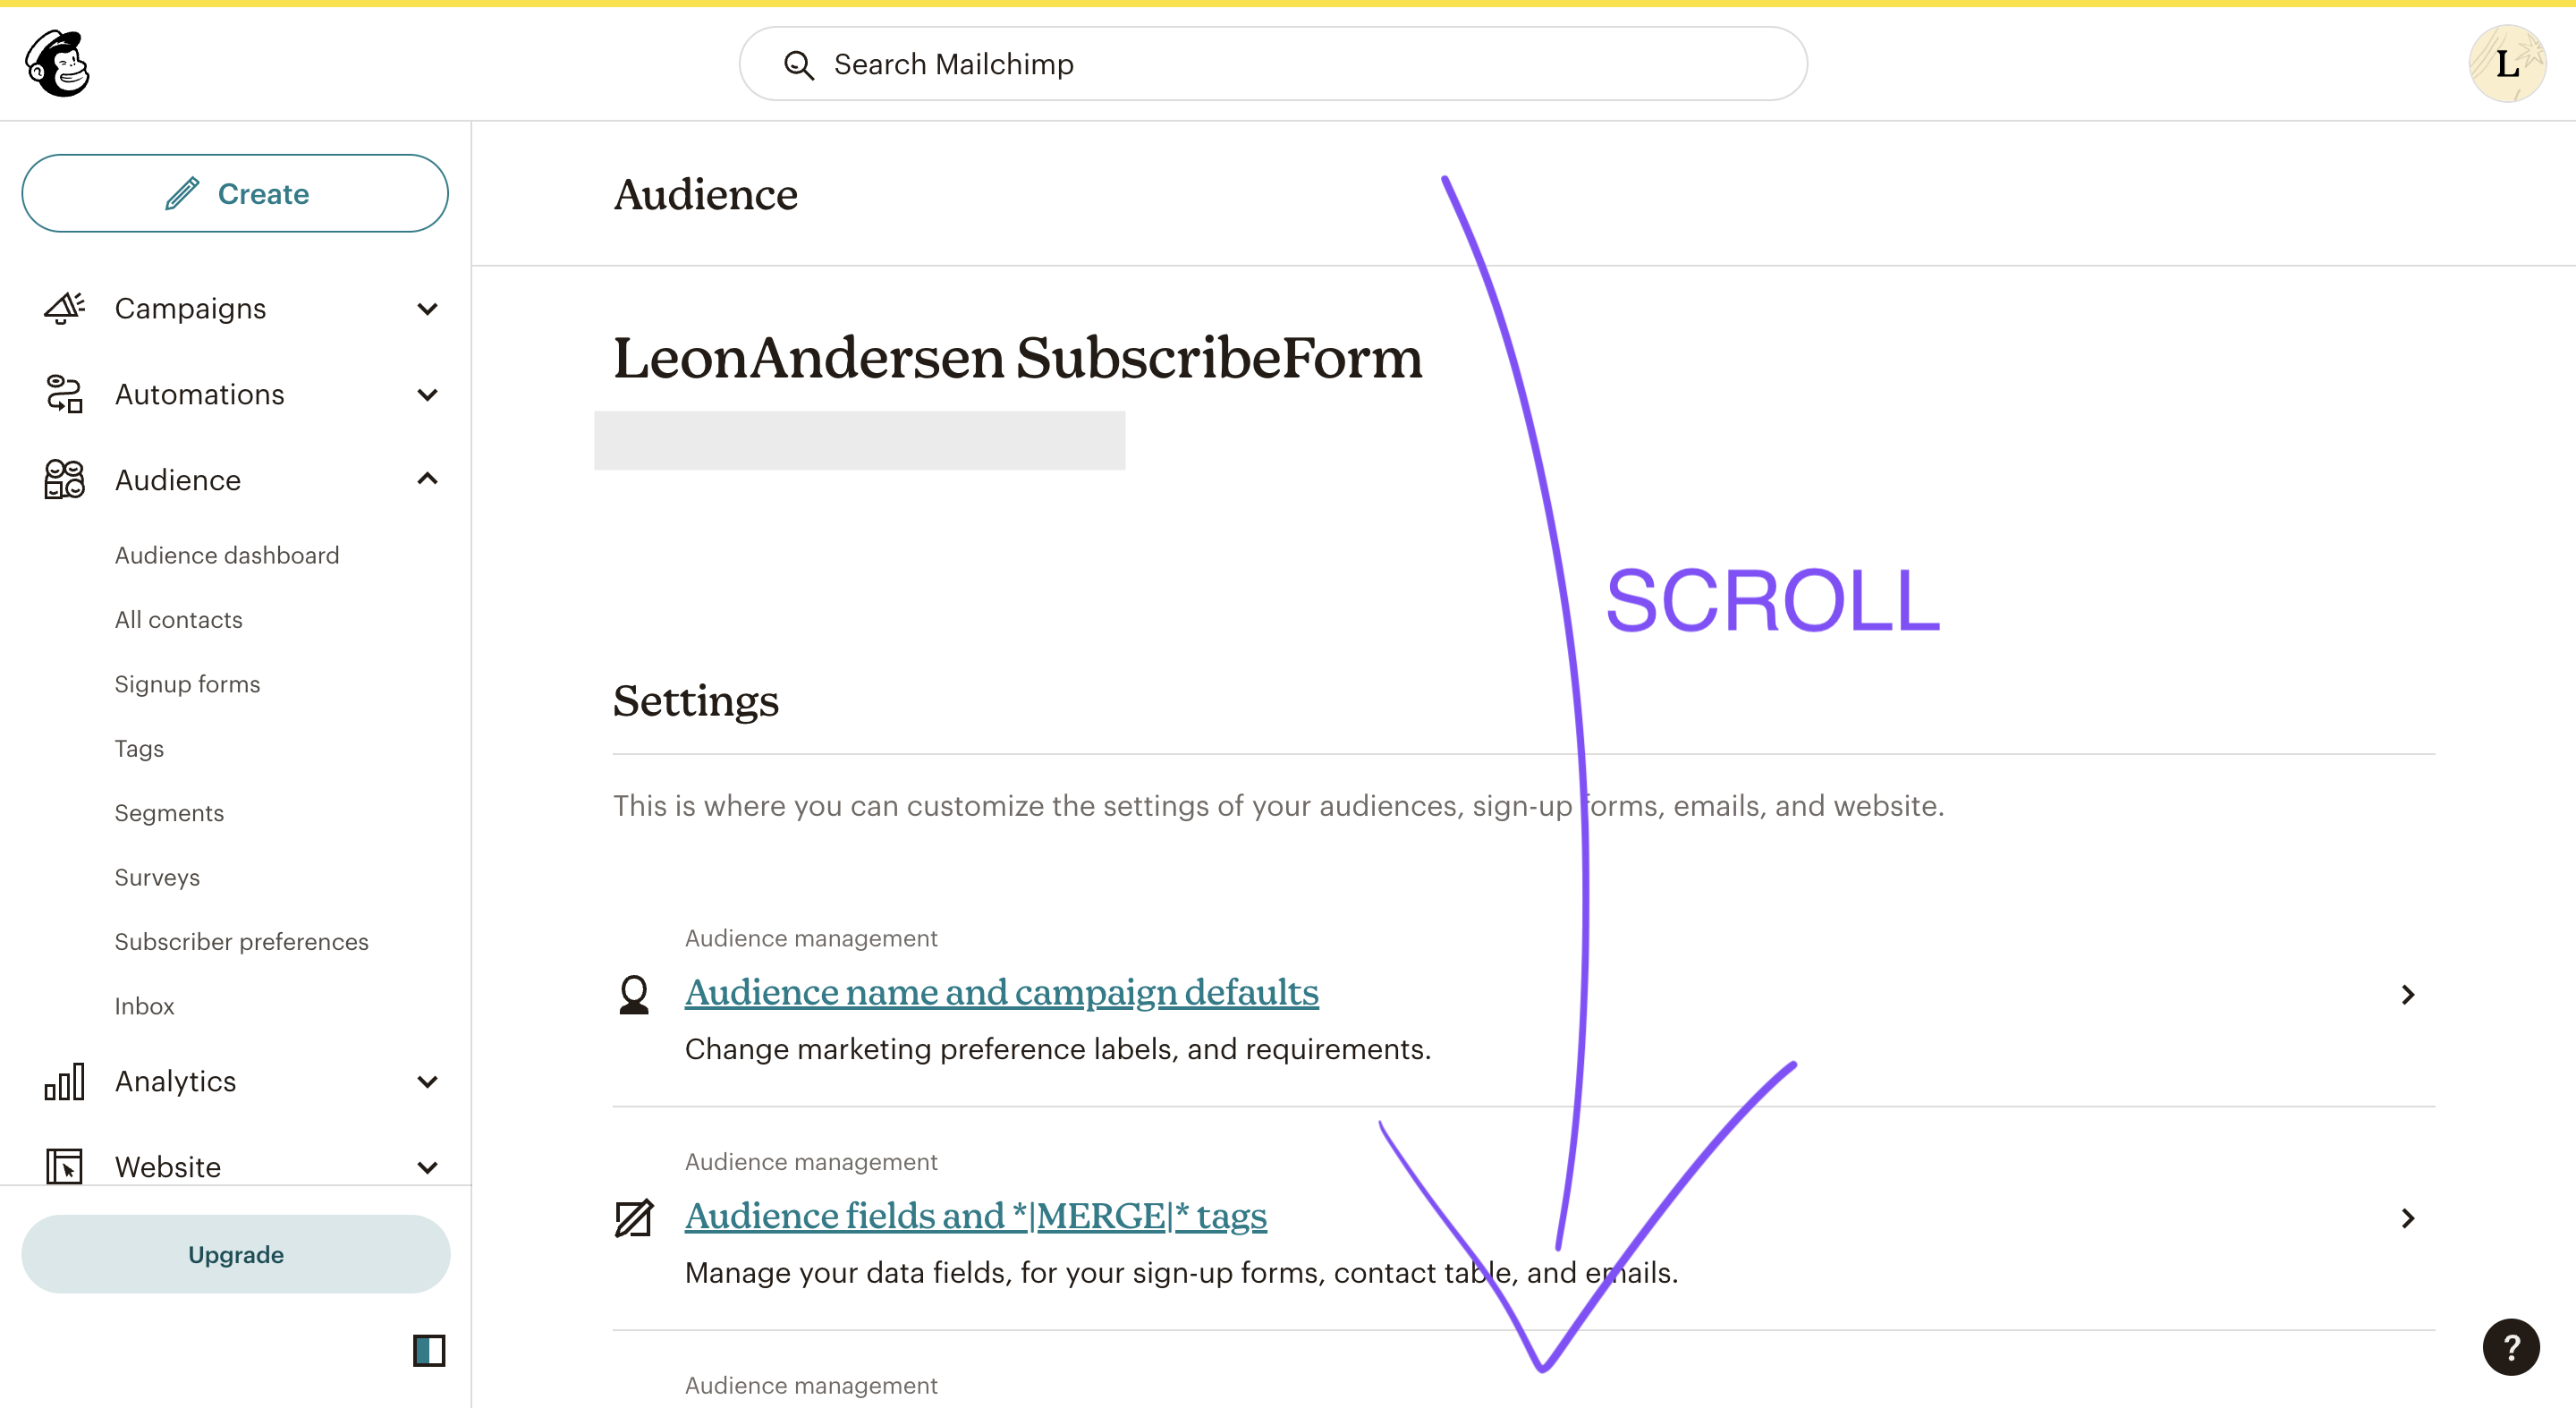 Search Mailchimp
L
Create
Campaigns
Automations
Audience
Audience dashboard
All contacts
Signup forms
Tags
Segments
Surveys
Subscriber preferences
Inbox
Analytics
Website
Upgrade
Audience
LeonAndersen SubscribeForm
SCROLL
Settings
This is where you can customize the settings of your audiences, sign-up forms, emails, and website.
Audience management
Audience name and campaign defaults
Change marketing preference labels, and requirements.
Audience management
Audience fields and *|MERGE|* tags
Manage your data fields, for your sign-up forms, contact table, and emails.
Audience management
?